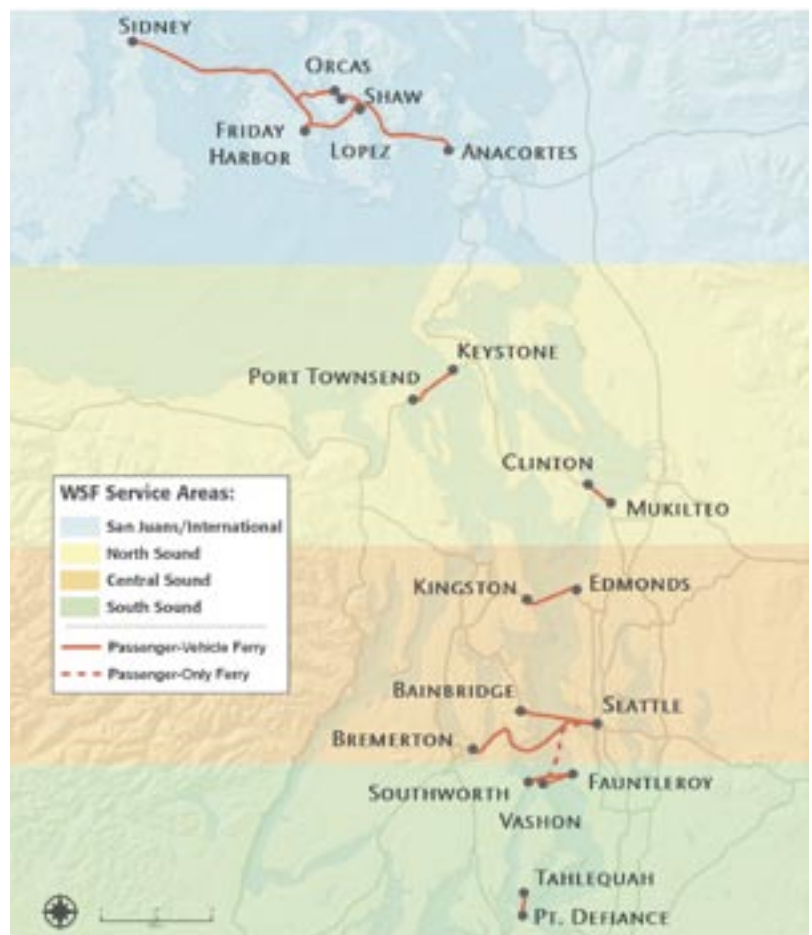 SIDNEY
ORCAS
SHAW
FRIDAY
HARBOR
LOPEZ
ANACORTES
KEYSTONE
PORT TOWNSEND
CLINTON
MUKILTEO
WSF Service Areas:
San Juans/International
North Sound
Central Sound
South Sound
Passenger-Vehicle Ferry
Passenger-Only Ferry
KINGSTON
EDMONDS
BAINBRIDGE
SEATTLE
BREMERTON
SOUTHWORTH
FAUNTLEROY
VASHON
TAHLEQUAH
PT. DEFIANCE